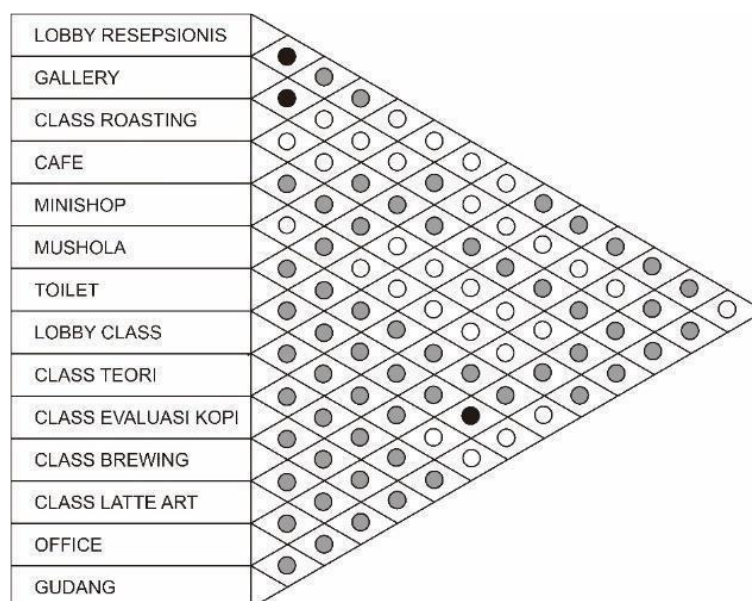 LOBBY RESEPSIONIS
GALLERY
CLASS ROASTING
CAFE
MINISHOP
MUSHOLA
TOILET
LOBBY CLASS
CLASS TEORI
CLASS EVALUASI KOPI
CLASS BREWING
CLASS LATTE ART
OFFICE
GUDANG